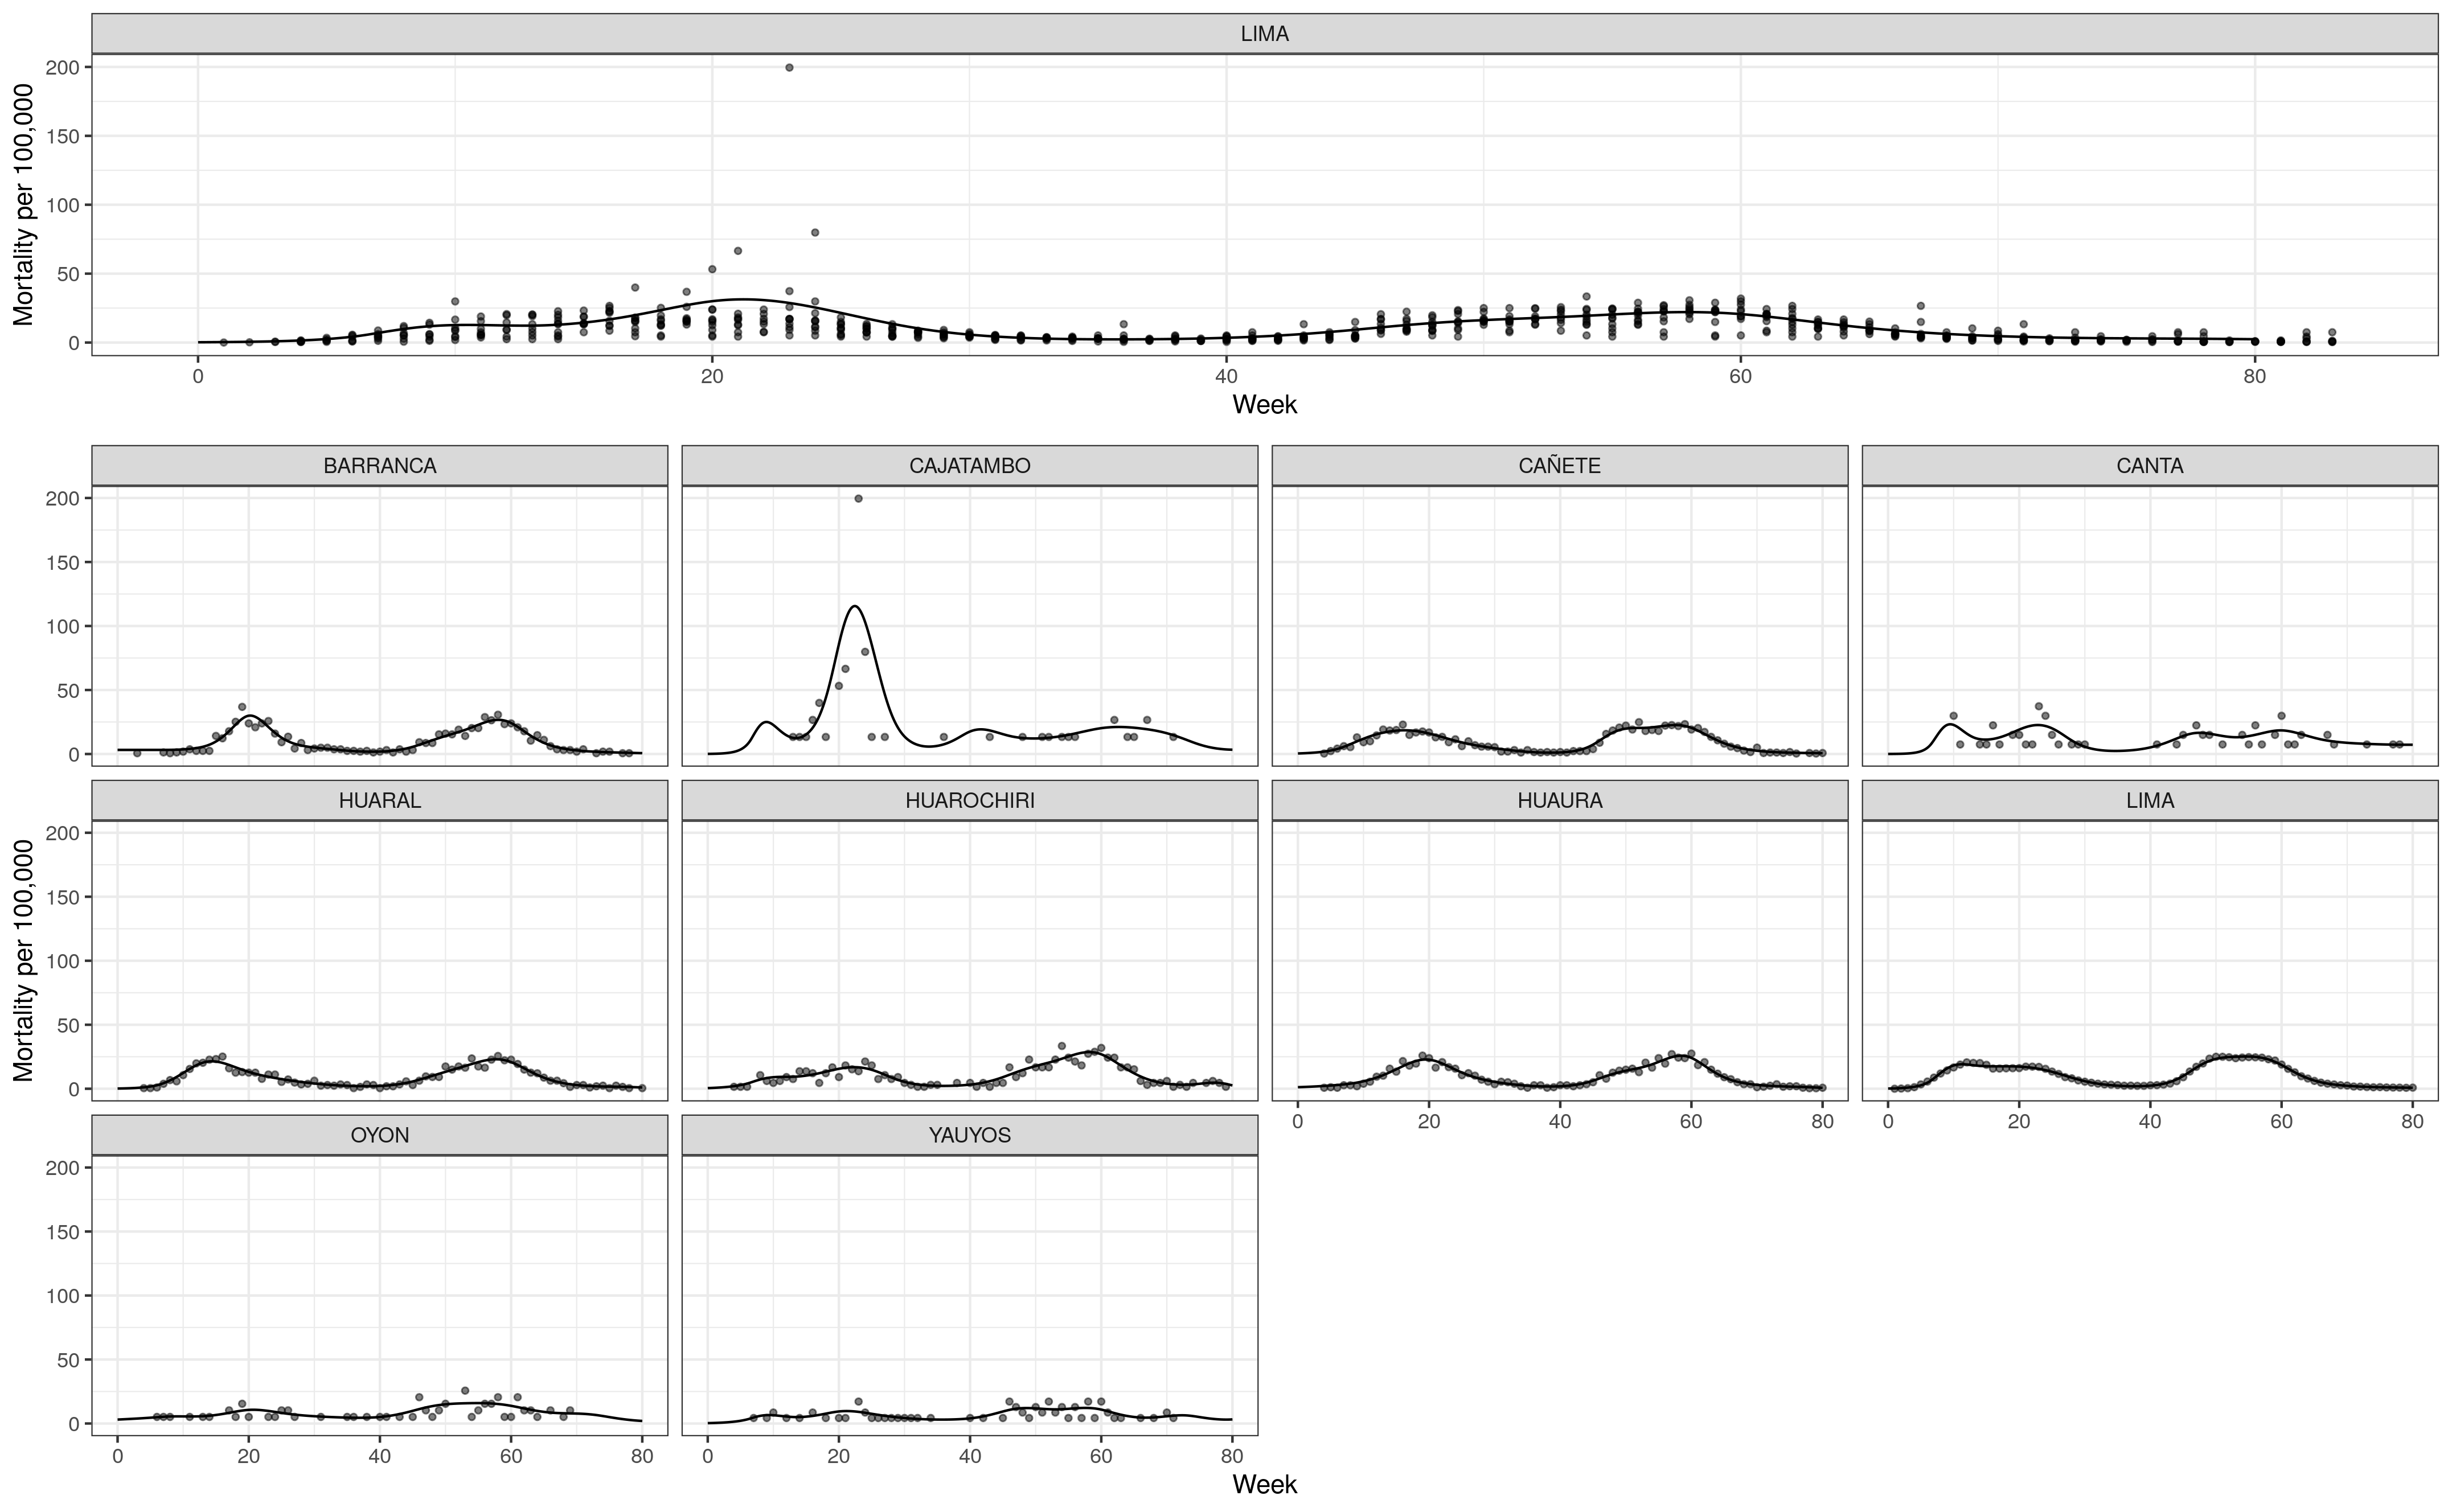 LIMA
Mortality per 100,000
200
150
100
50
0
0 20 40 60 80
Week
BARRANCA CAJATAMBO CAÑETE CANTA
200
150
100
50
0
HUARAL HUAROCHIRI HUAURA LIMA
Mortality per 100,000
200
150
100
50
0
0 20 40 60 80 0 20 40 60 80
OYON YAUYOS
200
150
100
50
0
0 20 40 60 80 0 20 40 60 80
Week